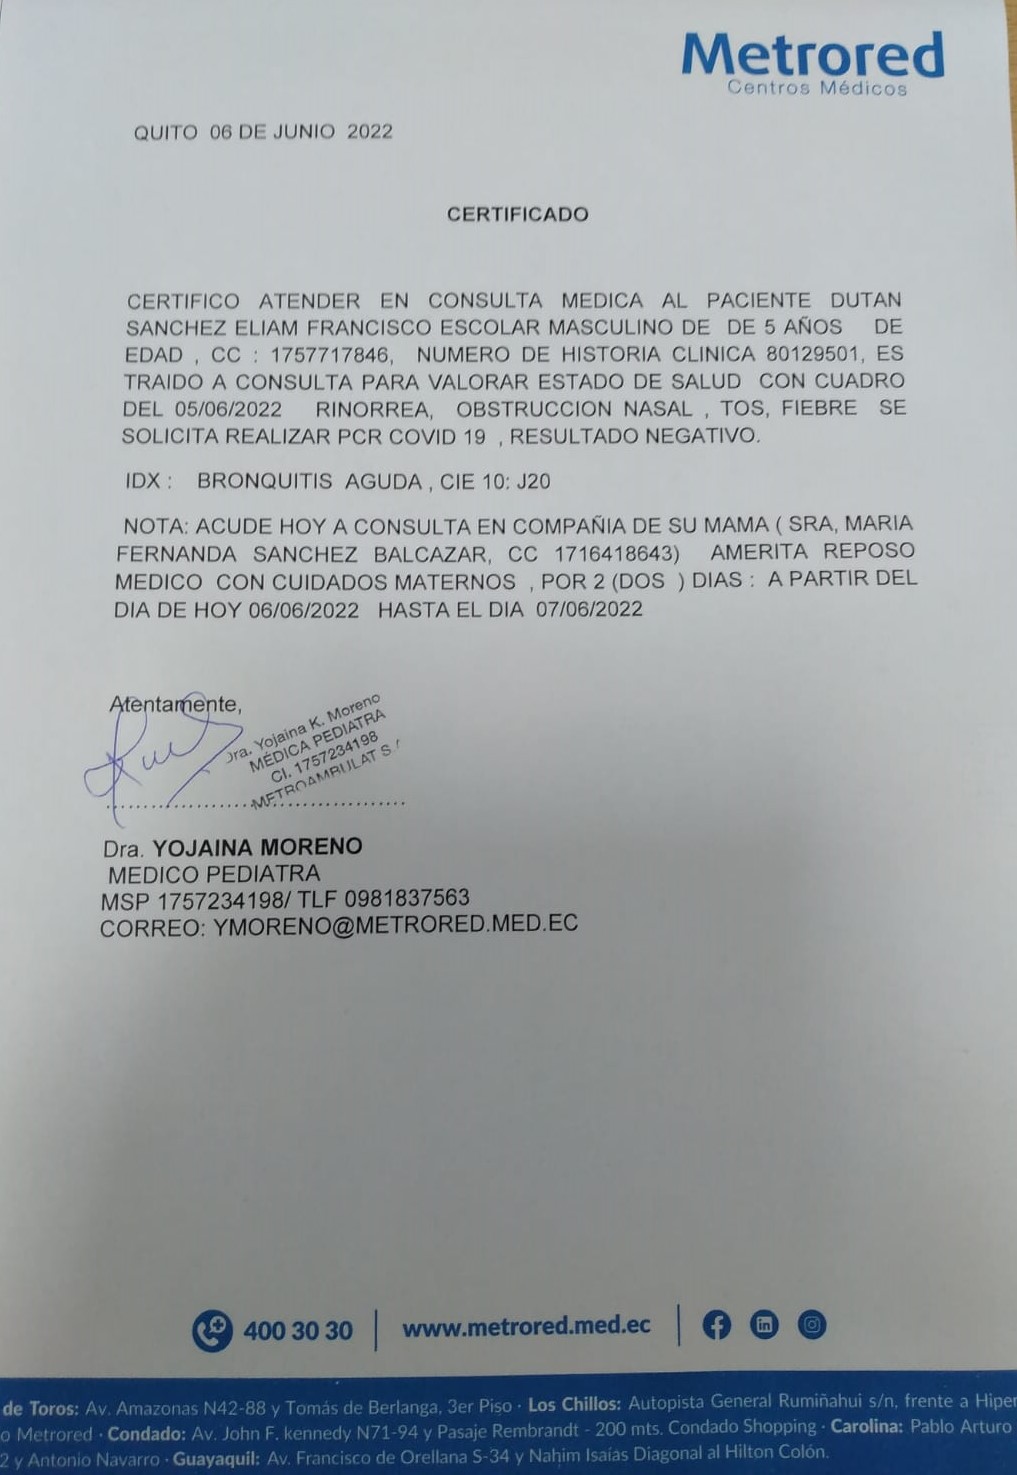 Metrored
Centros Médicos
QUITO 06 DE JUNIO 2022
CERTIFICADO
CERTIFICO ATENDER EN CONSULTA MEDICA AL PACIENTE DUTAN
SANCHEZ ELIAM FRANCISCO ESCOLAR MASCULINO DE DE 5 AÑOS DE
EDAD , CC : 1757717846, NUMERO DE HISTORIA CLINICA 80129501, ES
TRAIDO A CONSULTA PARA VALORAR ESTADO DE SALUD CON CUADRO
DEL 05/06/2022 RINORREA, OBSTRUCCION NASAL , TOS, FIEBRE SE
SOLICITA REALIZAR PCR COVID 19 , RESULTADO NEGATIVO.
IDX : BRONQUITIS AGUDA , CIE 10: J20
NOTA: ACUDE HOY A CONSULTA EN COMPAÑIA DE SU MAMA ( SRA, MARIA
FERNANDA SANCHEZ BALCAZAR, CC 1716418643) AMERITA REPOSO
MEDICO CON CUIDADOS MATERNOS , POR 2 (DOS ) DIAS : A PARTIR DEL
DIA DE HOY 06/06/2022 HASTA EL DIA 07/06/2022
Atentamente,
Dra. Yojaina K. Moreno
MÉDICA PEDIATRA
CI. 1757234198
METROAMBULAT S.
Dra. YOJAINA MORENO
MEDICO PEDIATRA
MSP 1757234198/ TLF 0981837563
CORREO: YMORENO@METRORED.MED.EC
400 30 30
www.metrored.med.ec
de Toros: Av. Amazonas N42-88 y Tomás de Berlanga, 3er Piso · Los Chillos: Autopista General Rumiñahui s/n, frente a Hiper
o Metrored · Condado: Av. John F. kennedy N71-94 y Pasaje Rembrandt - 200 mts. Condado Shopping · Carolina: Pablo Arturo
2 y Antonio Navarro · Guayaquil: Av. Francisco de Orellana S-34 y Nahim Isaías Diagonal al Hilton Colón.